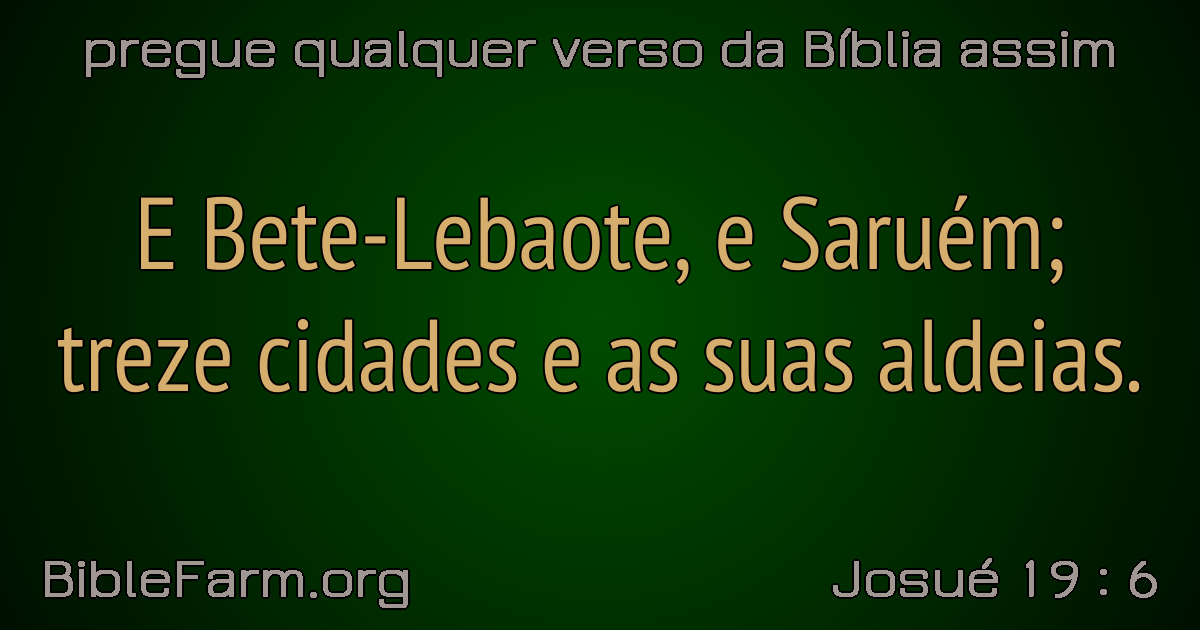 pregue qualquer verso da Bíblia assim
E Bete-Lebaote, e Saruém;
treze cidades e as suas aldeias.
BibleFarm.org
Josué 19 : 6